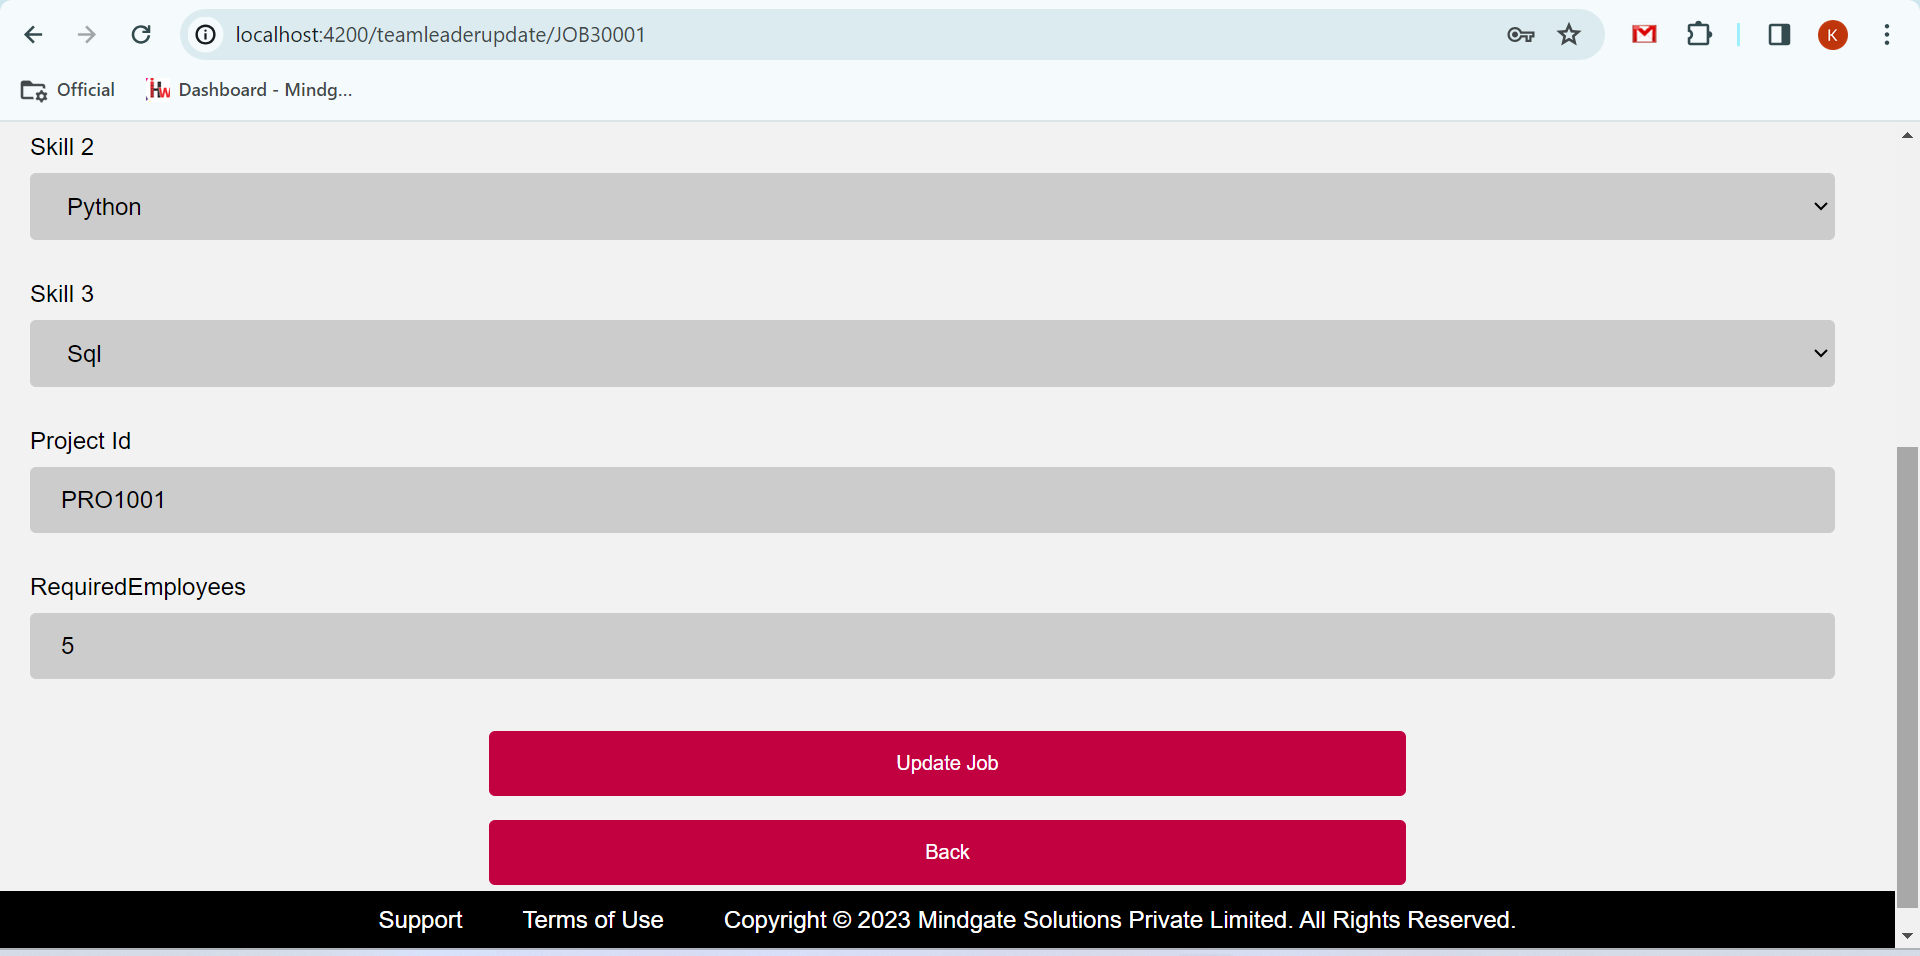 localhost:4200/teamleaderupdate/JOB30001
K
Official
Dashboard - Mindg...
Skill 2
Python
Skill 3
Sql
Project Id
PRO1001
RequiredEmployees
5
Update Job
Back
Support Terms of Use Copyright © 2023 Mindgate Solutions Private Limited. All Rights Reserved.